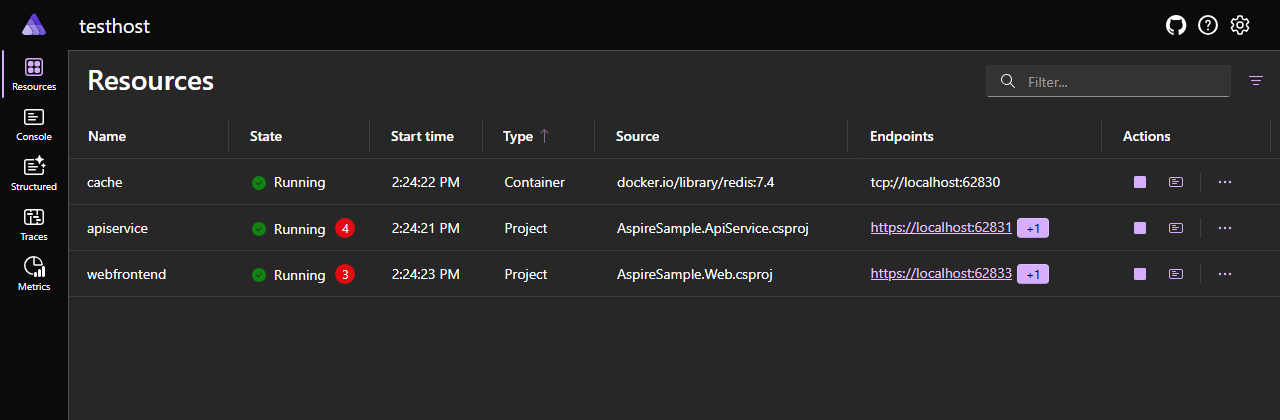 testhost
Resources
Resources
Filter...
Console
Structured
Traces
Metrics
Name State Start time Type Source Endpoints Actions
cache Running 2:24:22 PM Container docker.io/library/redis:7.4 tcp://localhost:62830
apiservice Running 4 2:24:21 PM Project AspireSample.ApiService.csproj https://localhost:62831 +1
webfrontend Running 3 2:24:23 PM Project AspireSample.Web.csproj https://localhost:62833 +1